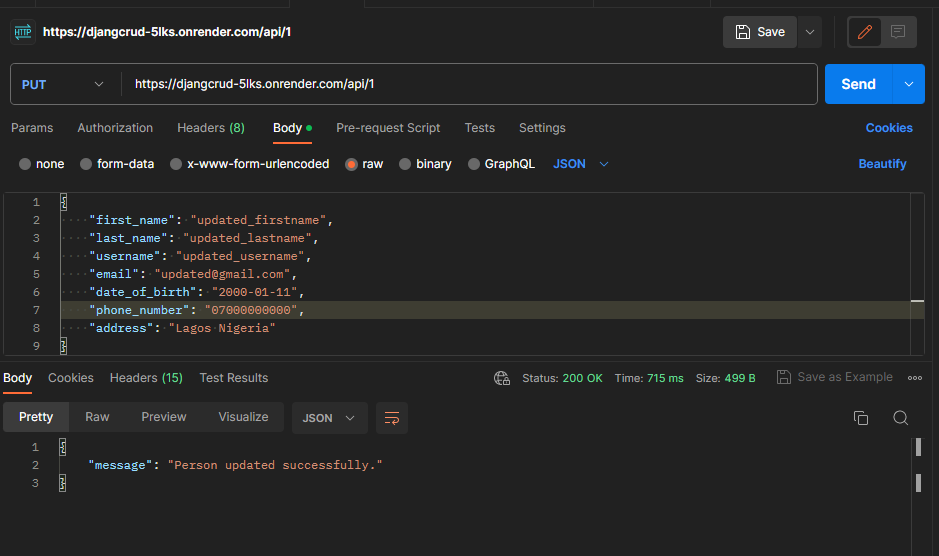 HTTP https://djangcrud-5lks.onrender.com/api/1 Save
PUT https://djangcrud-5lks.onrender.com/api/1 Send
Params Authorization Headers (8) Body Pre-request Script Tests Settings Cookies
none form-data x-www-form-urlencoded raw binary GraphQL JSON Beautify
1 {
2 "first_name": "updated_firstname",
3 "last_name": "updated_lastname",
4 "username": "updated_username",
5 "email": "updated@gmail.com",
6 "date_of_birth": "2000-01-11",
7 "phone_number": "07000000000",
8 "address": "Lagos Nigeria"
9 }
Body Cookies Headers (15) Test Results Status: 200 OK Time: 715 ms Size: 499 B Save as Example
Pretty Raw Preview Visualize JSON
1 {
2 "message": "Person updated successfully."
3 }